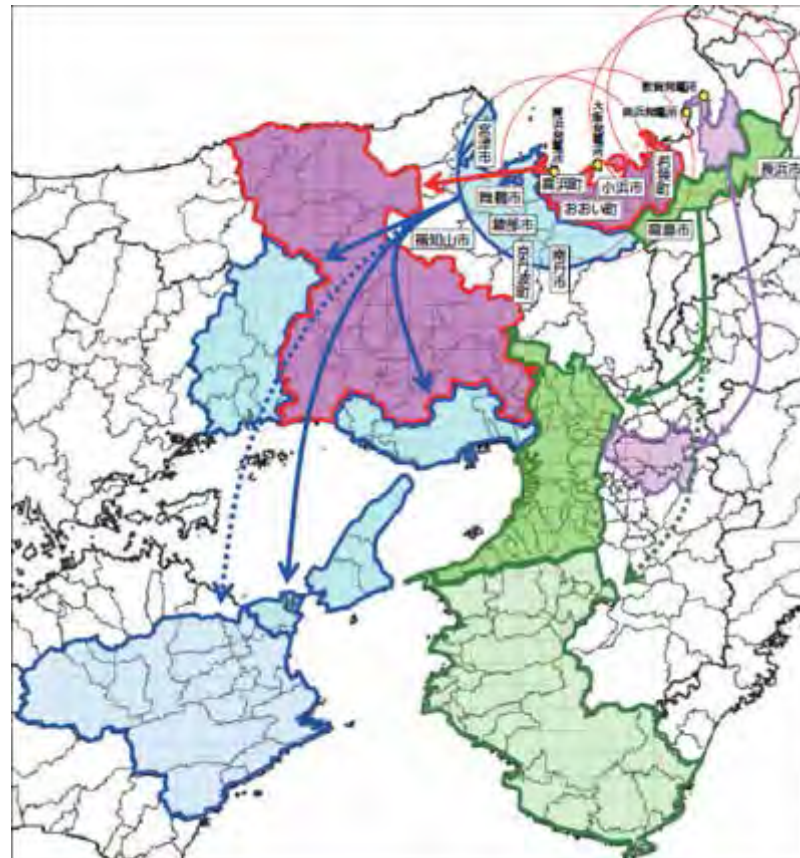 敦賀発電所
美浜発電所
大飯発電所
高浜発電所
宮津市
長浜市
若狭町
小浜市
高浜町
おおい町
舞鶴市
綾部市
高島市
福知山市
京丹波町
南丹市